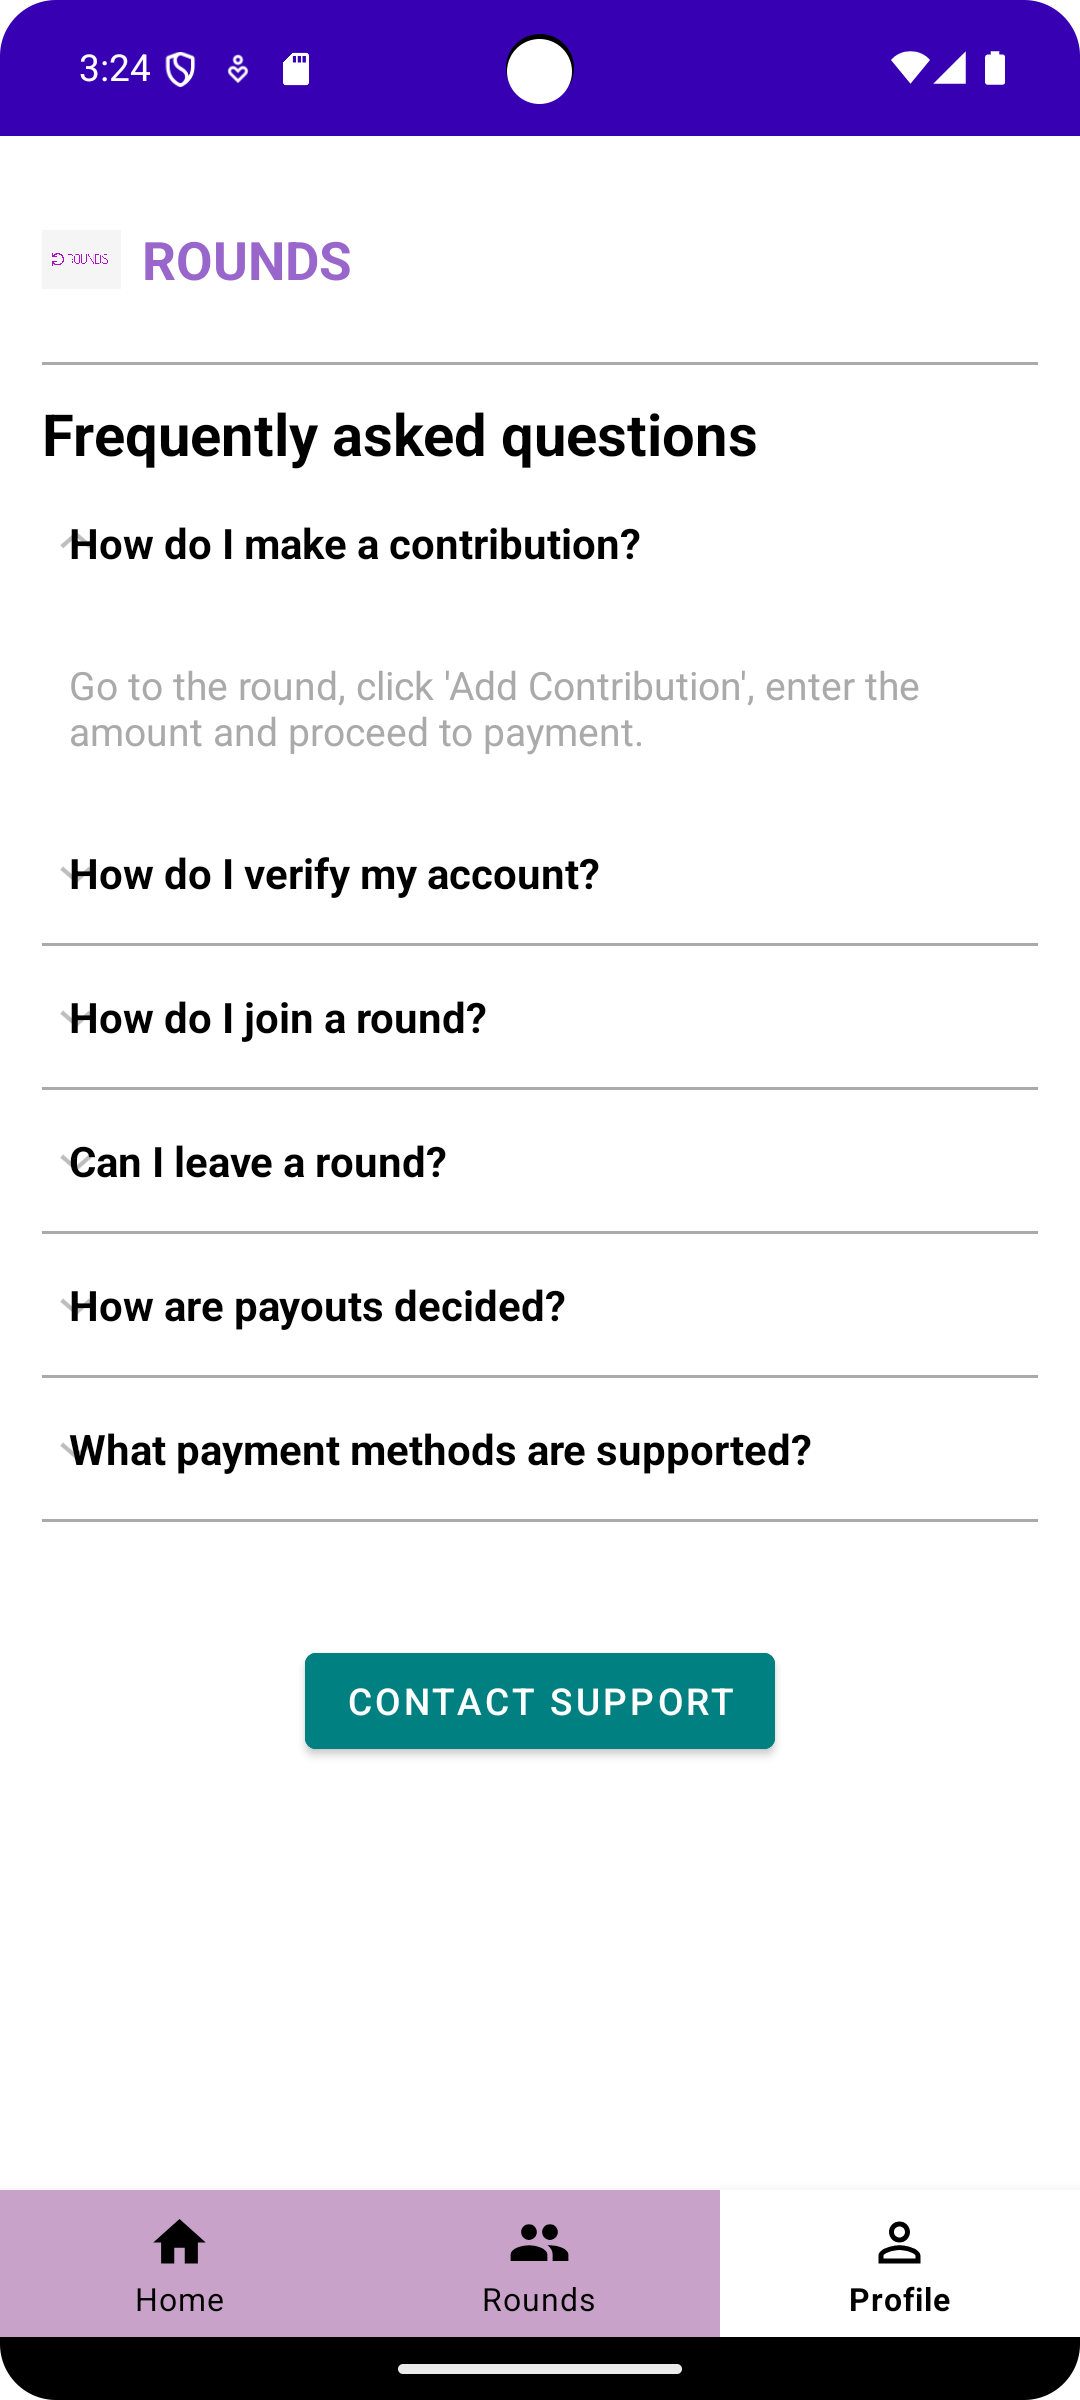 3:24
ROUNDS
ROUNDS
Frequently asked questions
How do I make a contribution?
Go to the round, click 'Add Contribution', enter the
amount and proceed to payment.
How do I verify my account?
How do I join a round?
Can I leave a round?
How are payouts decided?
What payment methods are supported?
CONTACT SUPPORT
Home
Rounds
Profile